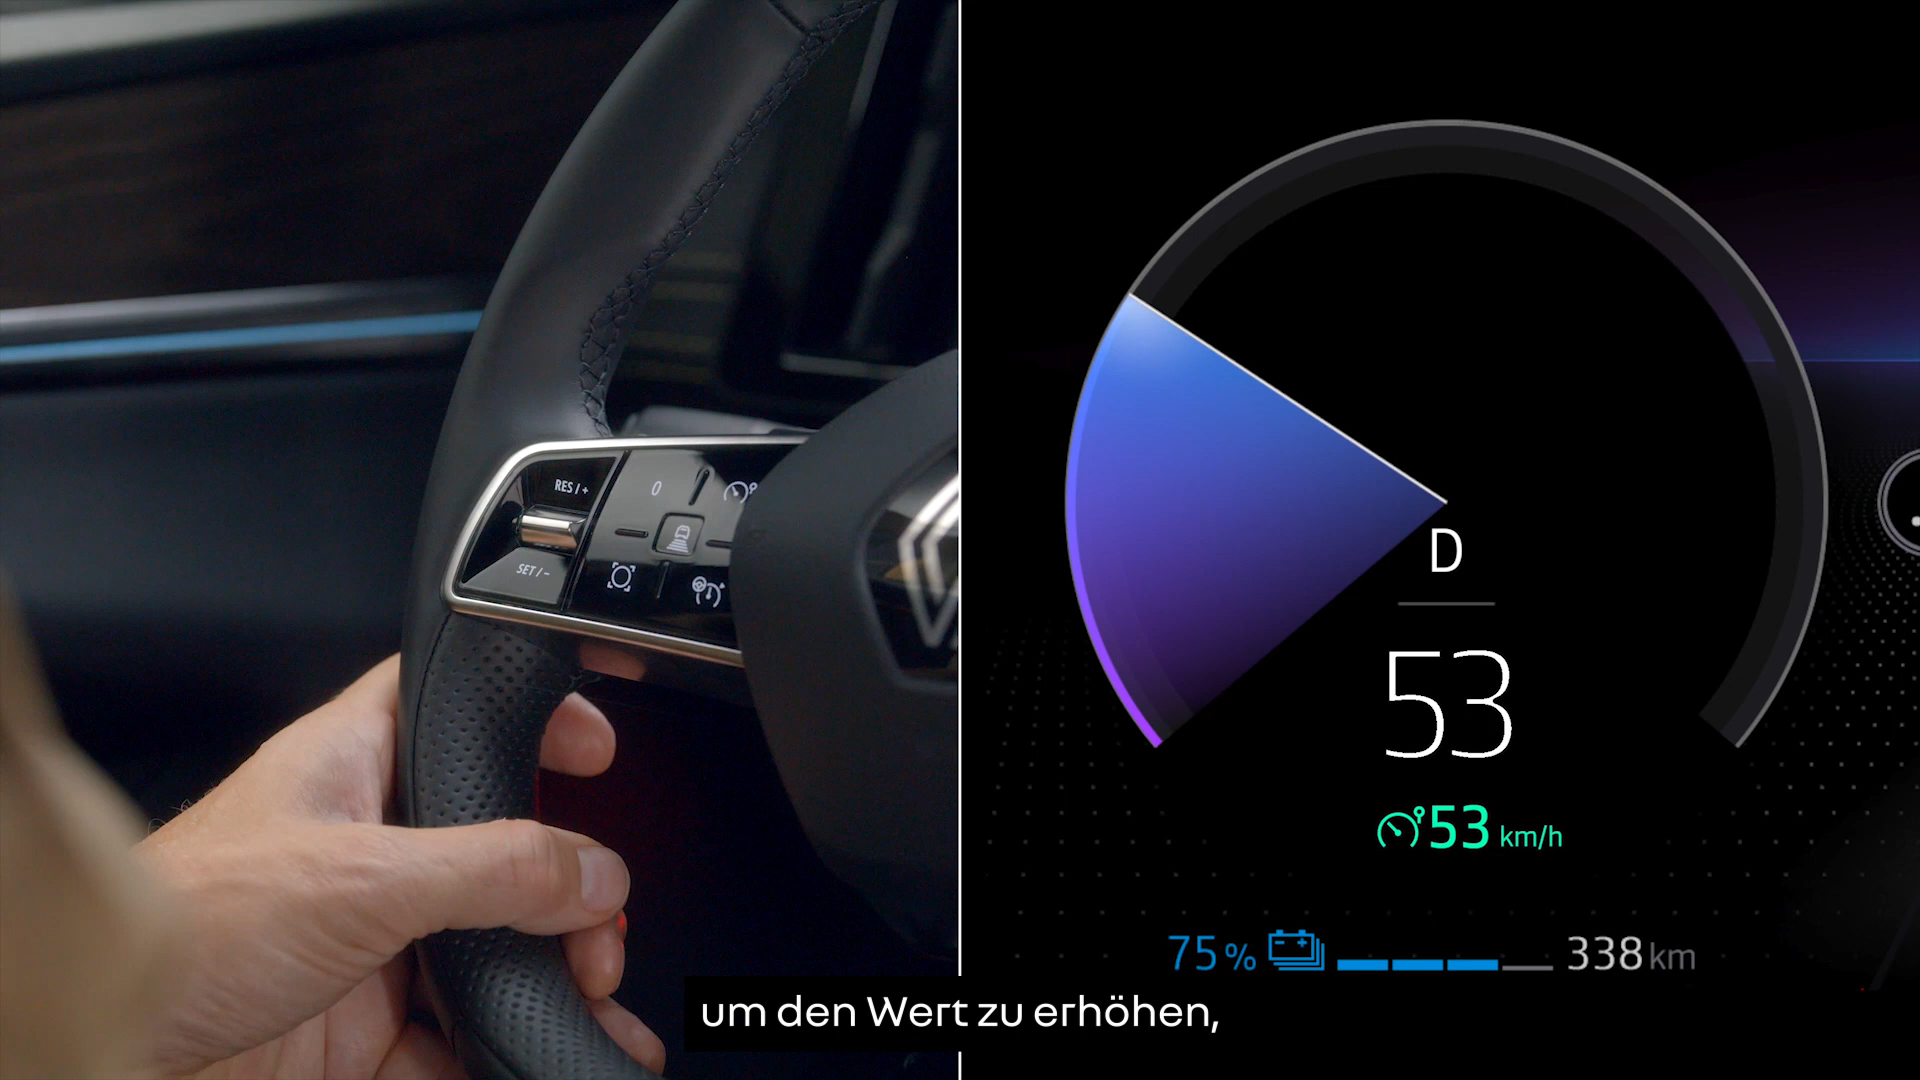 RES / +
0
SET / -
D
53
53 km/h
75 % 338 km
um den Wert zu erhöhen,